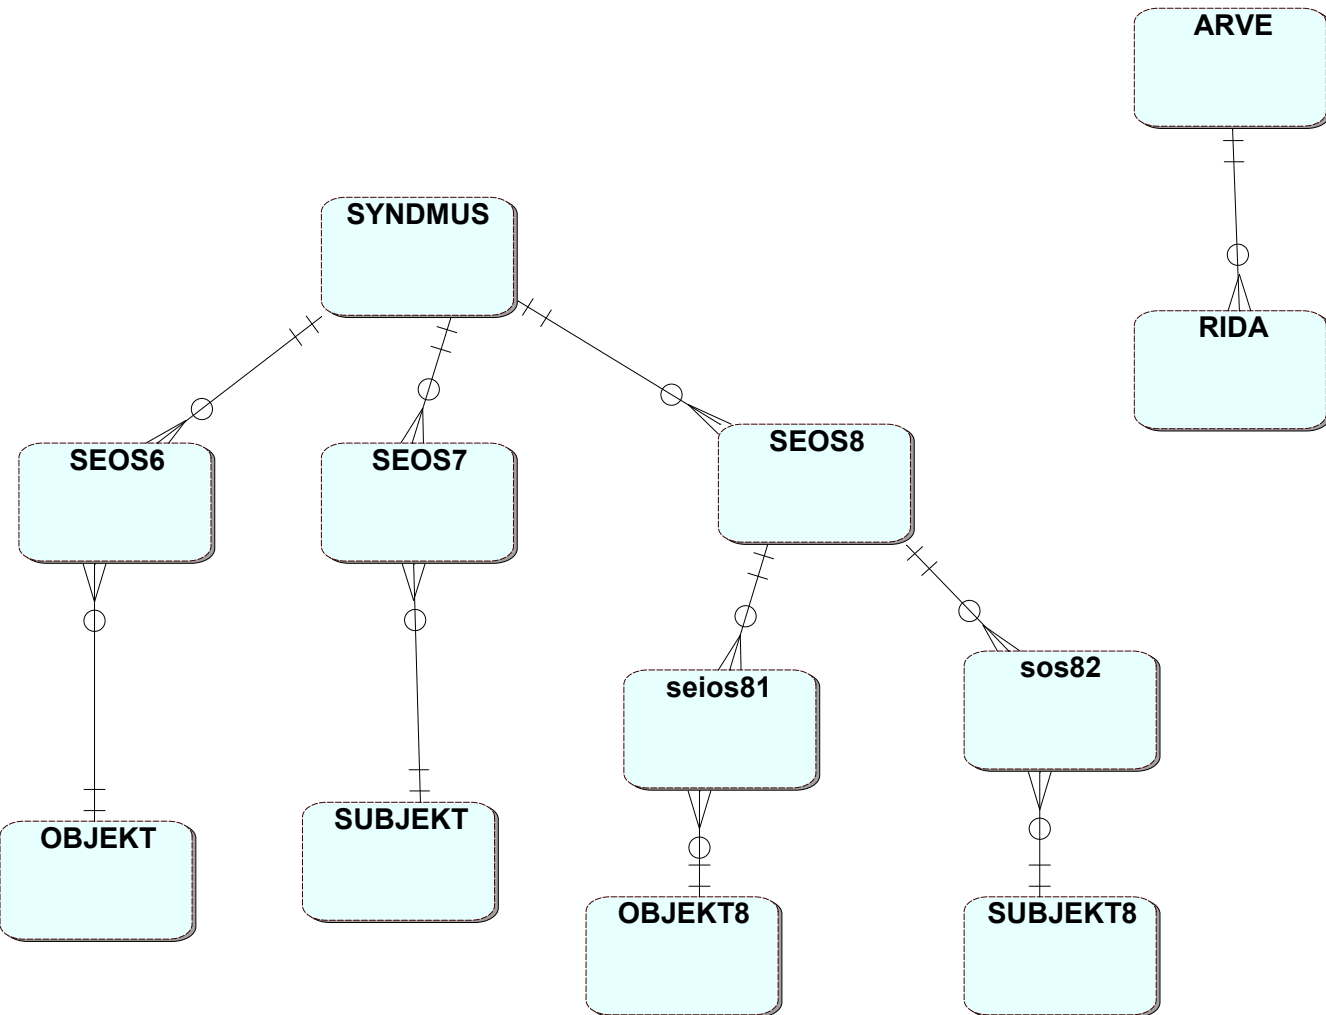 ARVE
SYNDMUS
RIDA
SEOS6
SEOS7
SEOS8
seios81
sos82
OBJEKT
SUBJEKT
OBJEKT8
SUBJEKT8